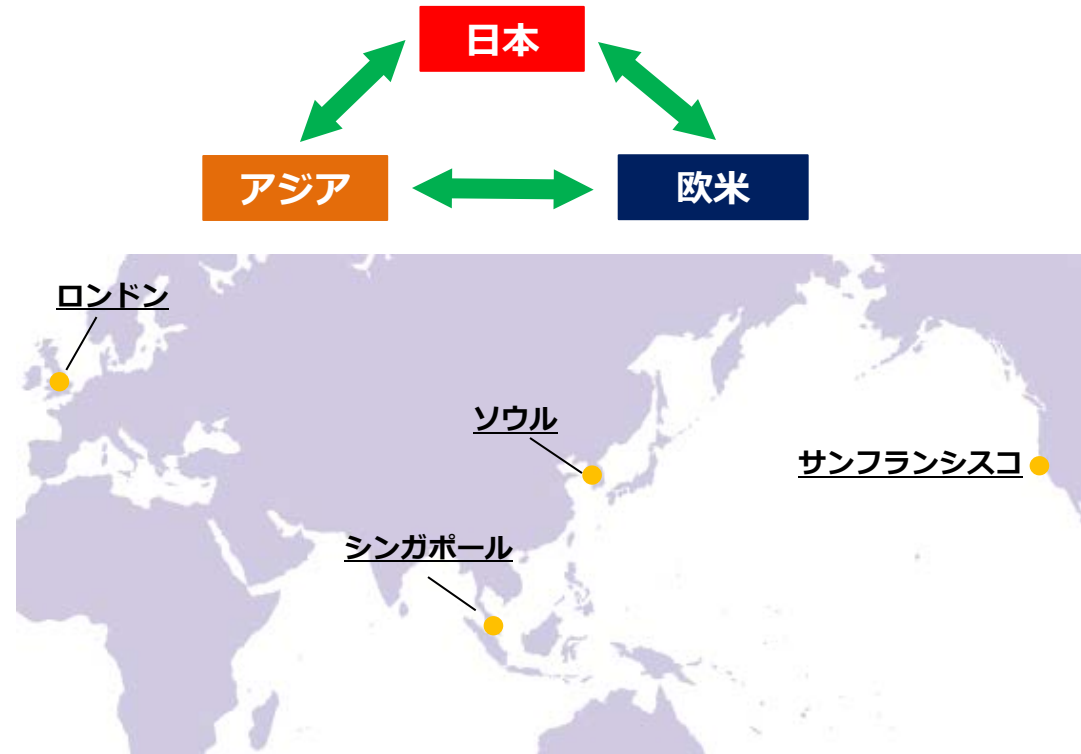 日本
アジア
欧米
ロンドン
ソウル
サンフランシスコ
シンガポール